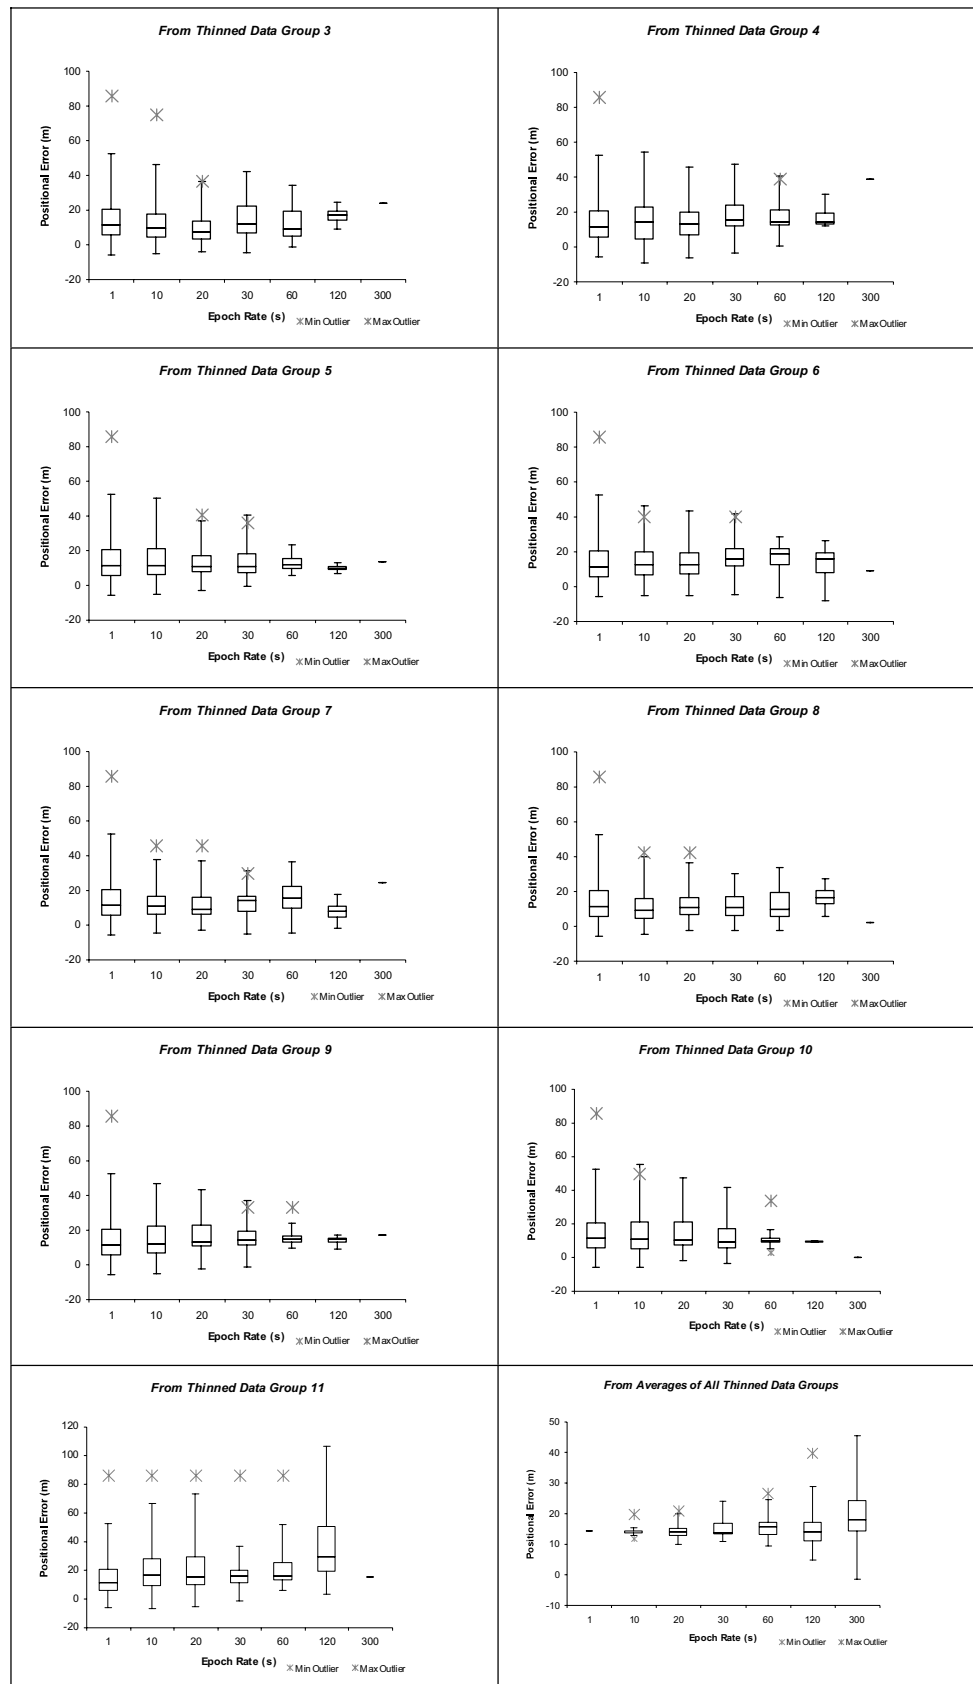 From Thinned Data Group 3
Positional Error (m)
100
80
60
40
20
0
-20
1 10 20 30 60 120 300
Epoch Rate (s)
Min Outlier Max Outlier
From Thinned Data Group 4
Positional Error (m)
100
80
60
40
20
0
-20
1 10 20 30 60 120 300
Epoch Rate (s)
Min Outlier Max Outlier
From Thinned Data Group 5
Positional Error (m)
100
80
60
40
20
0
-20
1 10 20 30 60 120 300
Epoch Rate (s)
Min Outlier Max Outlier
From Thinned Data Group 6
Positional Error (m)
100
80
60
40
20
0
-20
1 10 20 30 60 120 300
Epoch Rate (s)
Min Outlier Max Outlier
From Thinned Data Group 7
Positional Error (m)
100
80
60
40
20
0
-20
1 10 20 30 60 120 300
Epoch Rate (s)
Min Outlier Max Outlier
From Thinned Data Group 8
Positional Error (m)
100
80
60
40
20
0
-20
1 10 20 30 60 120 300
Epoch Rate (s)
Min Outlier Max Outlier
From Thinned Data Group 9
Positional Error (m)
100
80
60
40
20
0
-20
1 10 20 30 60 120 300
Epoch Rate (s)
Min Outlier Max Outlier
From Thinned Data Group 10
Positional Error (m)
100
80
60
40
20
0
-20
1 10 20 30 60 120 300
Epoch Rate (s)
Min Outlier Max Outlier
From Thinned Data Group 11
Positional Error (m)
120
100
80
60
40
20
0
-20
1 10 20 30 60 120 300
Epoch Rate (s)
Min Outlier Max Outlier
From Averages of All Thinned Data Groups
Positional Error (m)
50
40
30
20
10
0
-10
1 10 20 30 60 120 300
Epoch Rate (s)
Min Outlier Max Outlier